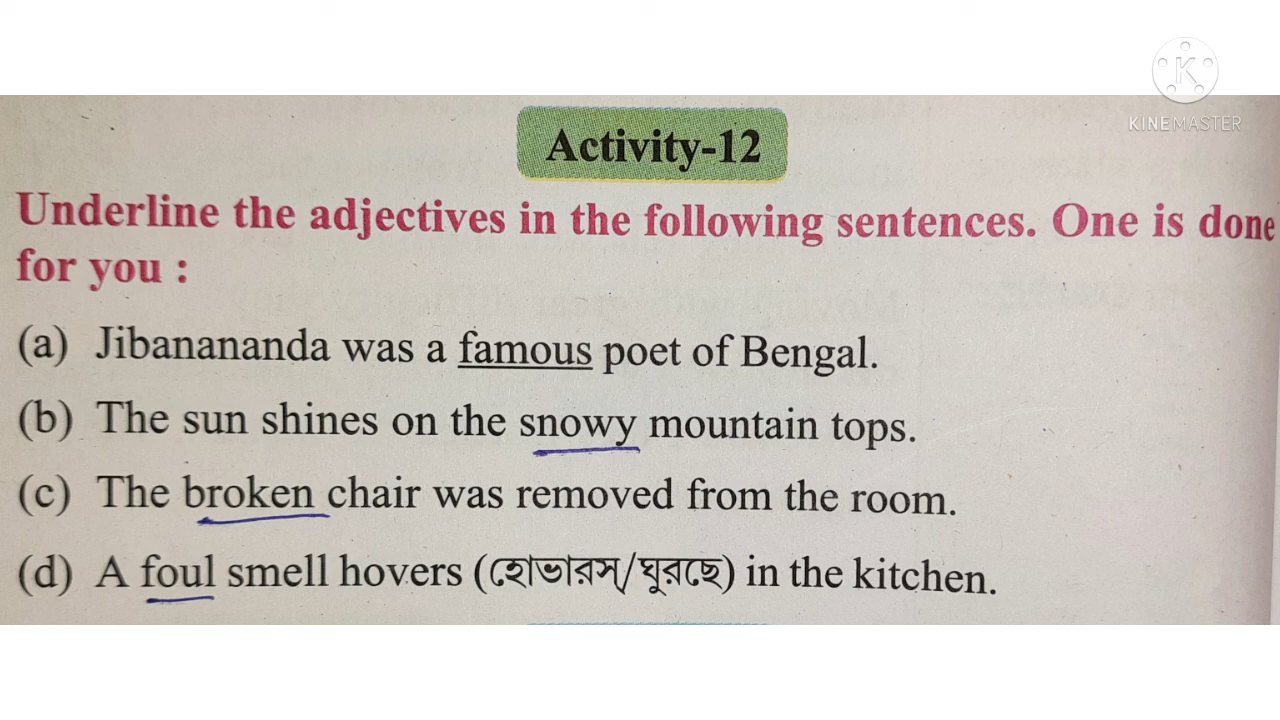 K
KINEMASTER
Activity-12
Underline the adjectives in the following sentences. One is done
for you :
(a) Jibanananda was a famous poet of Bengal.
(b) The sun shines on the snowy mountain tops.
(c) The broken chair was removed from the room.
(d) A foul smell hovers (হোভারস্/ঘুরছে) in the kitchen.